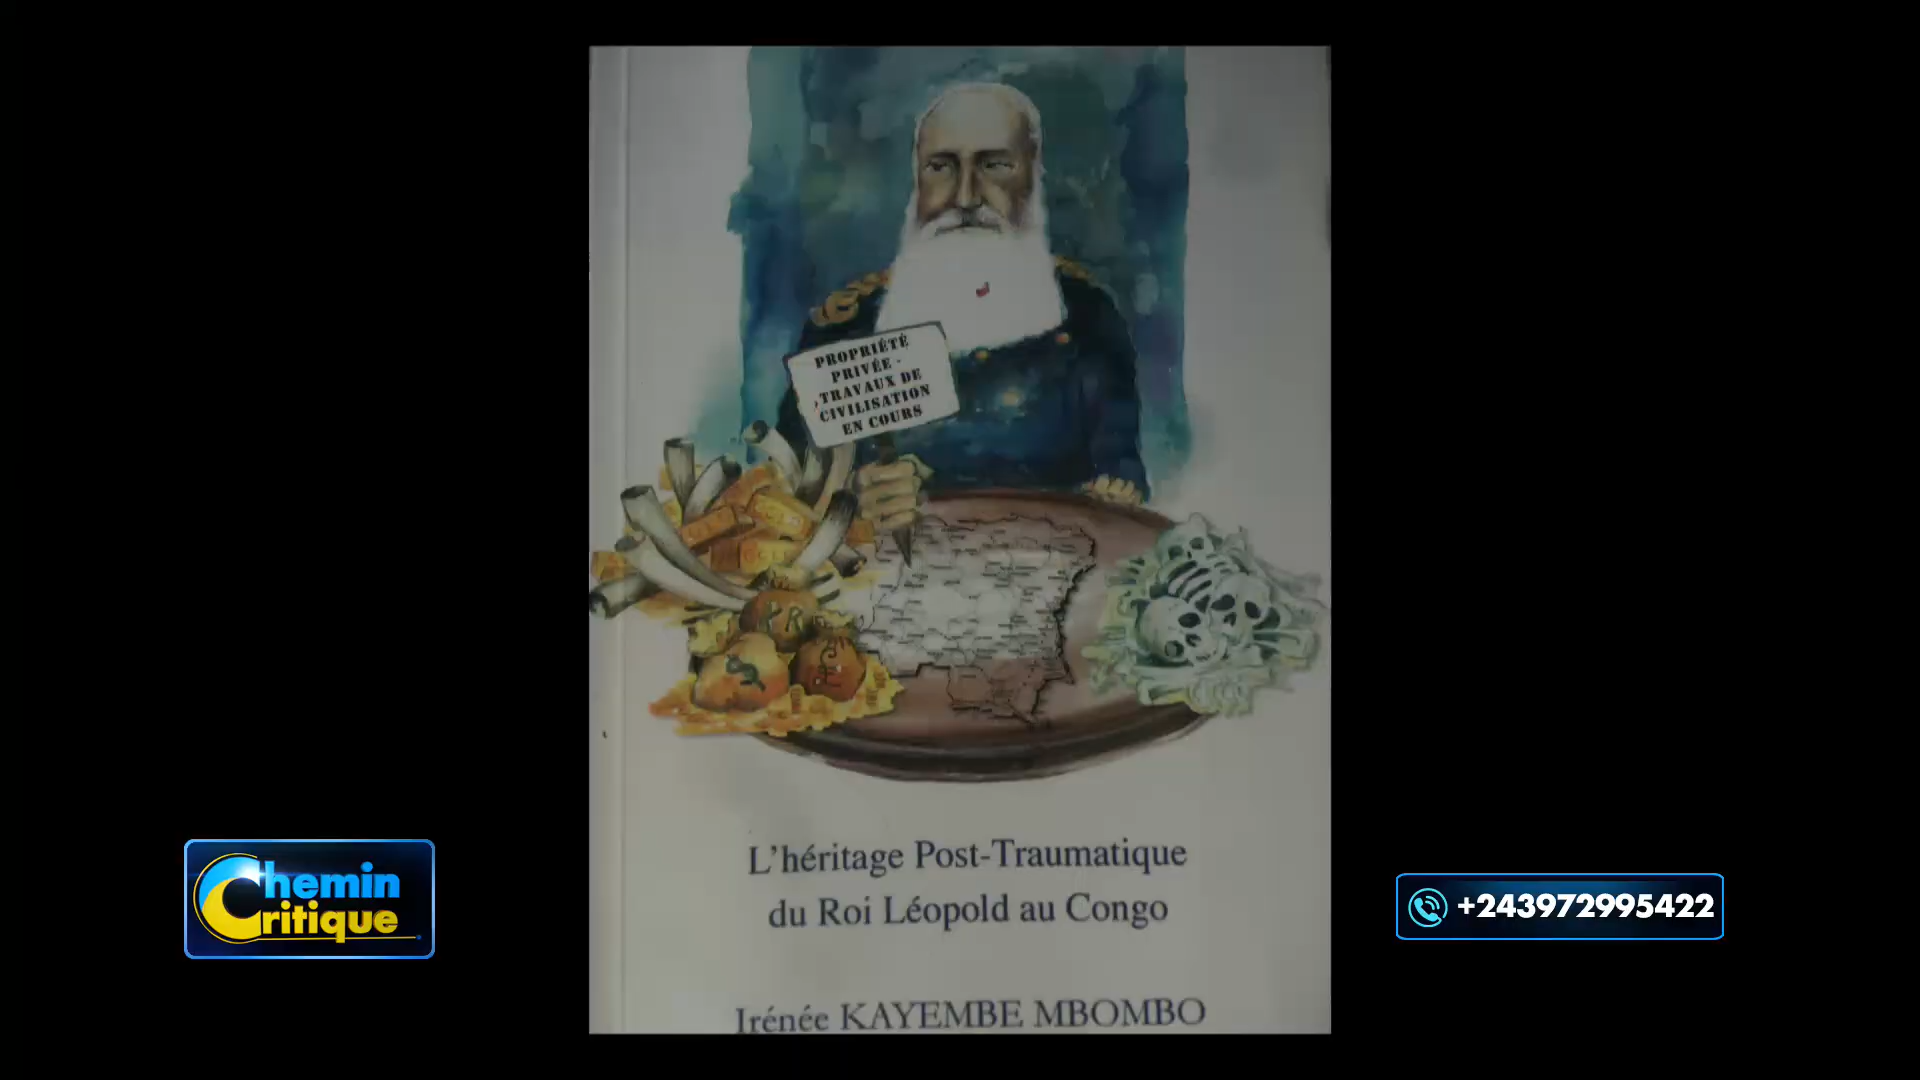 PROPRIÉTÉ
PRIVÉE -
TRAVAUX DE
CIVILISATION
EN COURS
GOLD
L'héritage Post-Traumatique
du Roi Léopold au Congo
Irénée KAYEMBE MBOMBO
Chemin
Critique
+243972995422